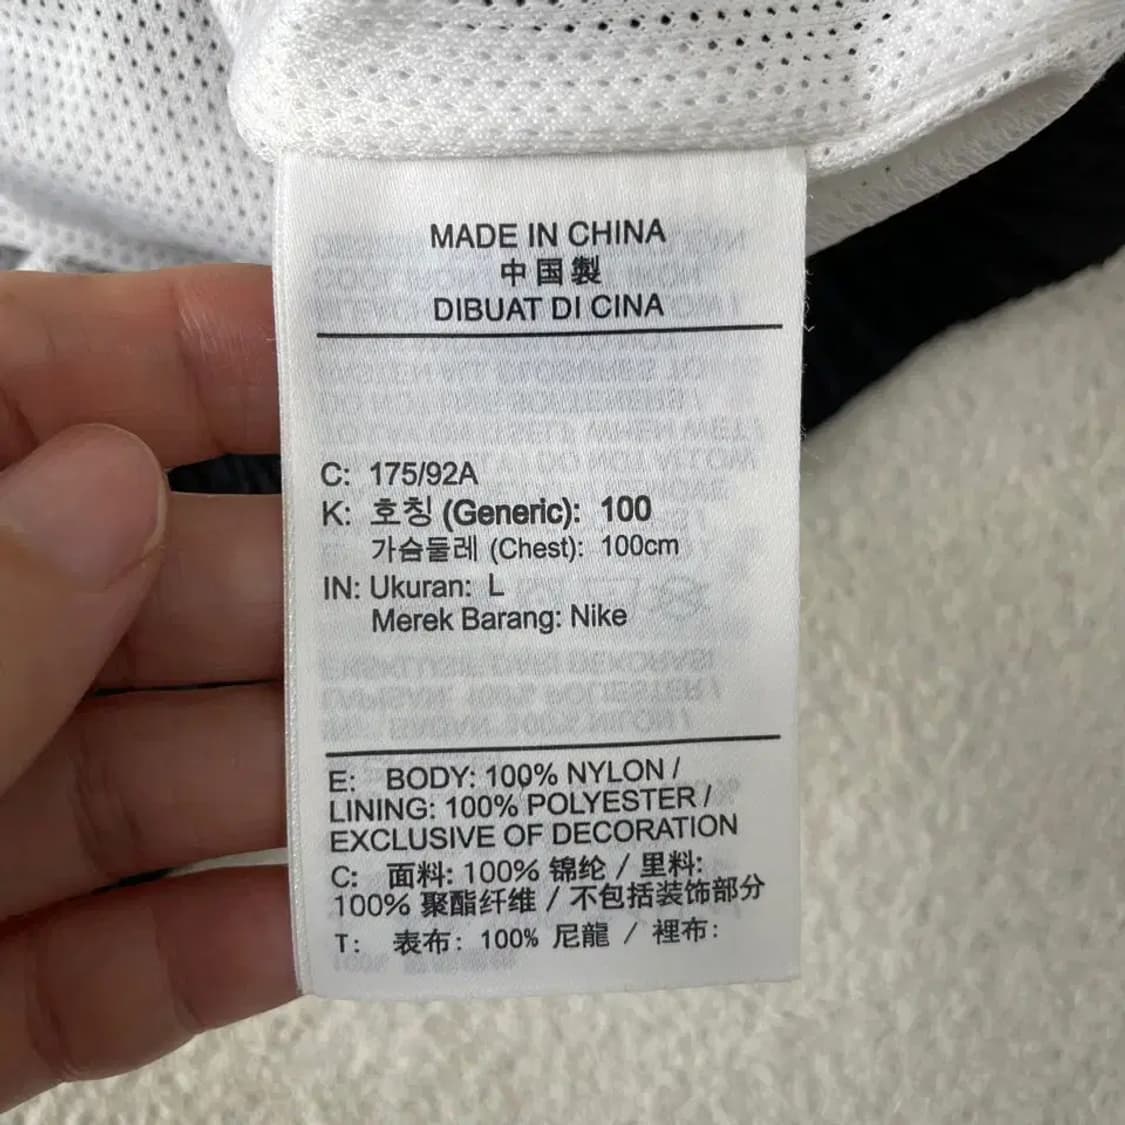 MADE IN CHINA
中国製
DIBUAT DI CINA
C: 175/92A
K: 호칭 (Generic): 100
가슴둘레 (Chest): 100cm
IN: Ukuran: L
Merek Barang: Nike
E: BODY: 100% NYLON /
LINING: 100% POLYESTER /
EXCLUSIVE OF DECORATION
C: 面料: 100% 锦纶 / 里料:
100% 聚酯纤维 / 不包括装饰部分
T: 表布: 100% 尼龍 / 裡布: